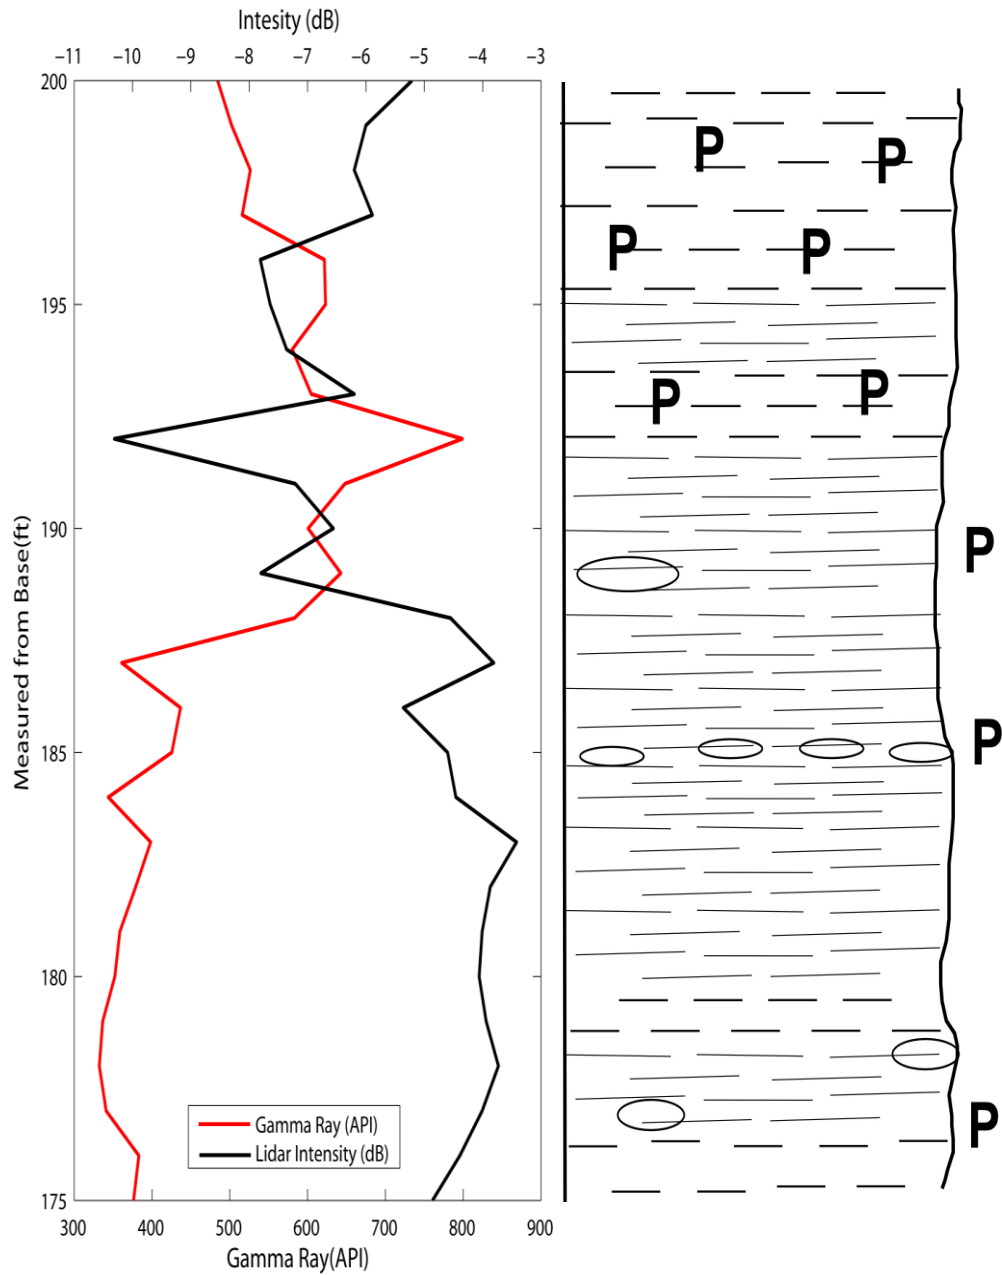 Intesity (dB)
−11 −10 −9 −8 −7 −6 −5 −4 −3
200
195
190
185
180
175
Measured from Base(ft)
Gamma Ray (API)
Lidar Intensity (dB)
300 400 500 600 700 800 900
Gamma Ray(API)
P
P
P
P
P
P
P
P
P